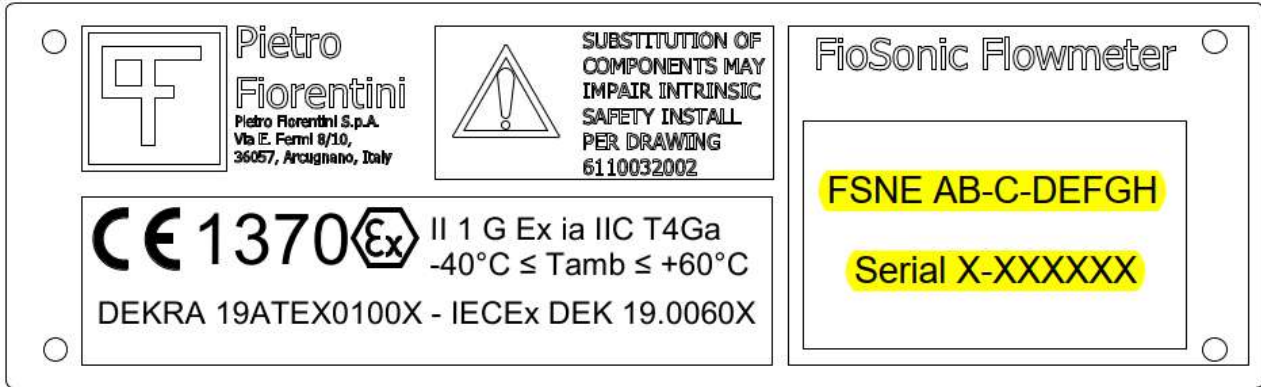 Pietro
Fiorentini
Pietro Fiorentini S.p.A.
Via E. Fermi 8/10,
36057, Arcugnano, Italy
SUBSTITUTION OF
COMPONENTS MAY
IMPAIR INTRINSIC
SAFETY INSTALL
PER DRAWING
6110032002
FioSonic Flowmeter
FSNE AB-C-DEFGH
Serial X-XXXXXX
CE 1370 Ex II 1 G Ex ia IIC T4Ga
-40°C ≤ Tamb ≤ +60°C
DEKRA 19ATEX0100X - IECEx DEK 19.0060X